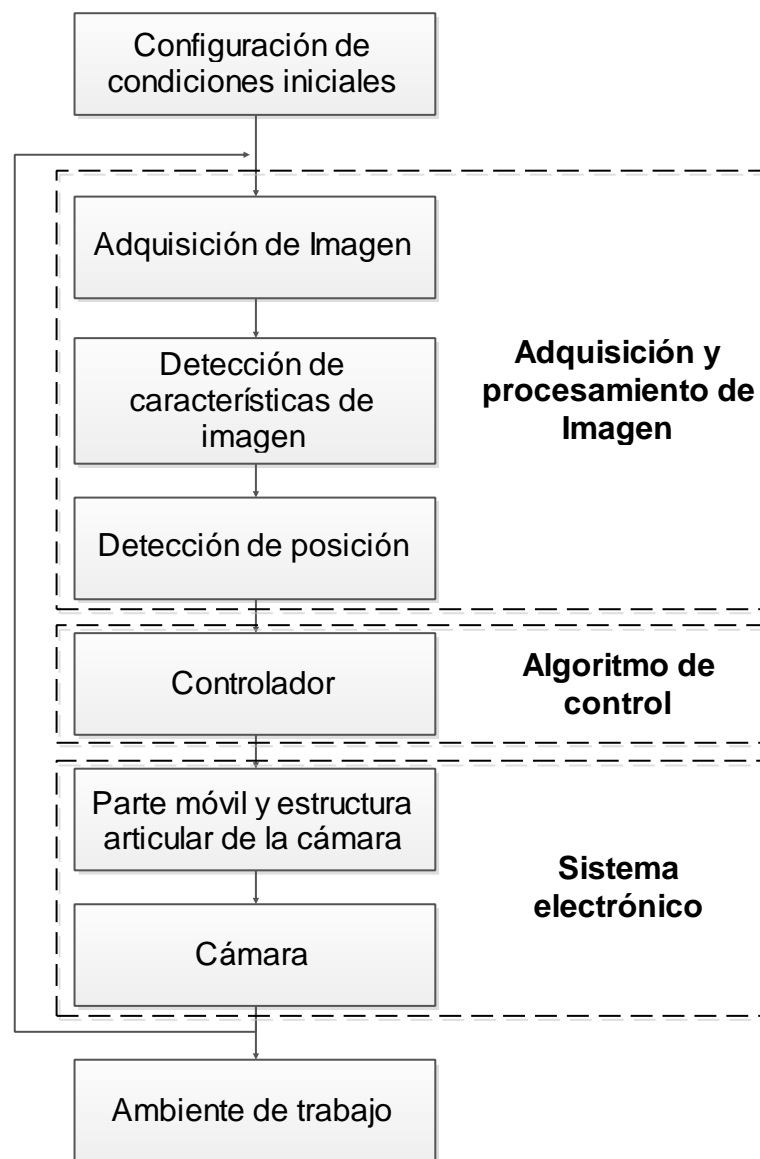 Configuración de
condiciones iniciales
Adquisición de Imagen
Detección de
características de
imagen
Detección de posición
Adquisición y
procesamiento de
Imagen
Controlador
Algoritmo de
control
Parte móvil y estructura
articular de la cámara
Cámara
Sistema
electrónico
Ambiente de trabajo